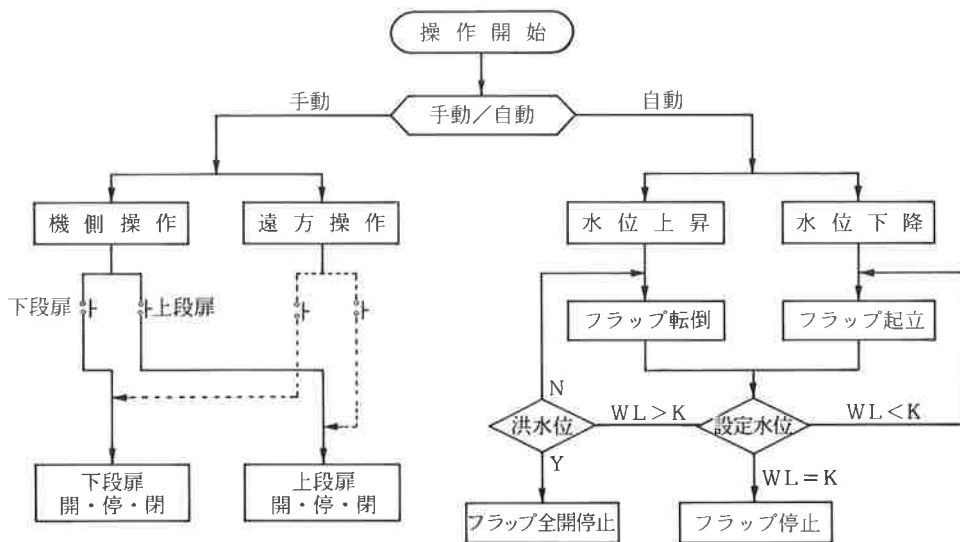 操作開始
手動
手動／自動
自動
機側操作
遠方操作
水位上昇
水位下降
下段扉
上段扉
フラップ転倒
フラップ起立
N
洪水位
WL＞K
設定水位
WL＜K
Y
WL＝K
下段扉
開・停・閉
上段扉
開・停・閉
フラップ全開停止
フラップ停止